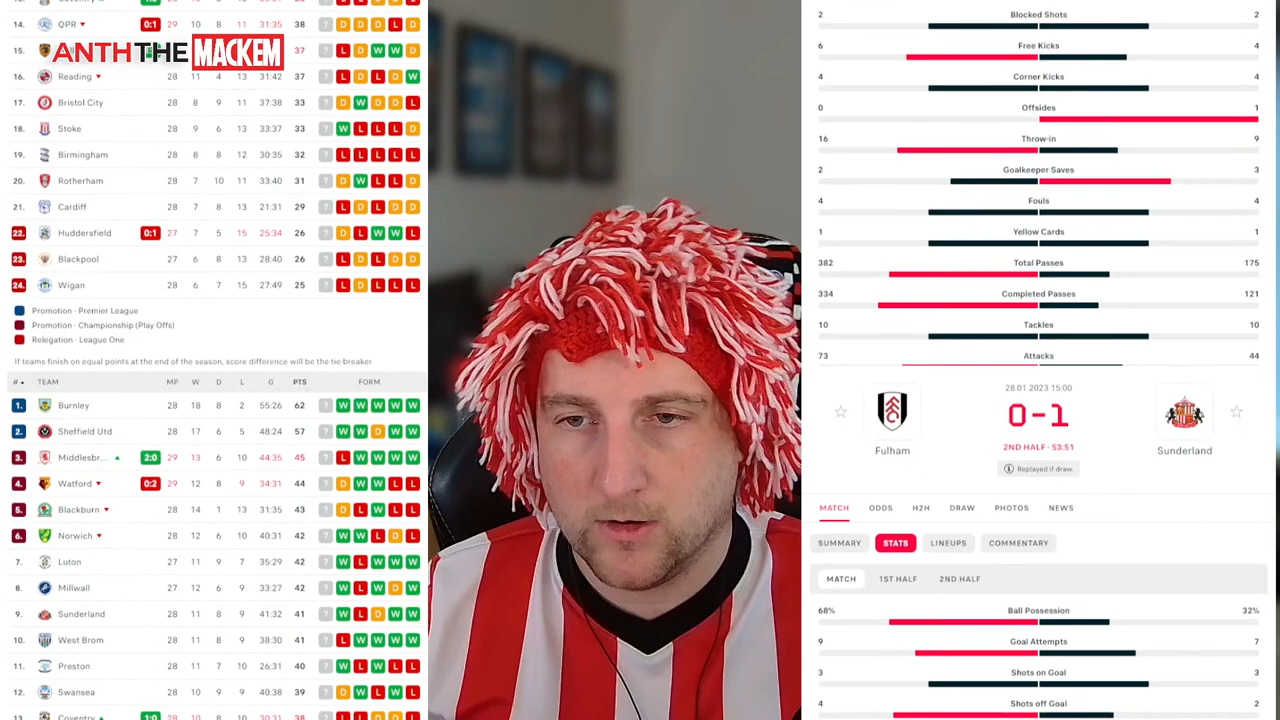 14. QPR 0:1 29 10 8 11 31:35 38 ? D D D L D
ANTHTHE MACKEM
15. 37 ? L D W W D
16. Reading 28 11 4 13 31:42 37 ? L D L D W
17. Bristol City 28 8 9 11 37:38 33 ? D W D D L
18. Stoke 28 9 6 13 33:37 33 ? W L L L D
19. Birmingham 28 8 8 12 30:35 32 ? L L L L L
20. Rotherham 28 7 10 11 33:40 31 ? D W L L D
21. Cardiff 28 7 8 13 21:31 29 ? L D L D D
22. Huddersfield 0:1 27 7 5 15 25:34 26 ? D L W W L
23. Blackpool 27 6 8 13 28:40 26 ? L D L D D
24. Wigan 28 6 7 15 27:49 25 ? L D L L L
Promotion - Premier League
Promotion - Championship (Play Offs)
Relegation - League One
If teams finish on equal points at the end of the season, score difference will be the tie-breaker.
# TEAM MP W D L G PTS FORM
1. Burnley 28 18 8 2 55:26 62 ? W W W W W
2. Sheffield Utd 28 17 6 5 48:24 57 ? W W D W W
3. Middlesbr... 2:0 29 13 6 10 44:35 45 ? L W W W W
4. Watford 0:2 29 12 8 9 34:31 44 ? D W W L L
5. Blackburn 28 14 1 13 31:35 43 ? D L W L L
6. Norwich 28 12 6 10 40:31 42 ? W W L D L
7. Luton 27 11 9 7 35:29 42 ? W L W W W
8. Millwall 27 12 6 9 33:27 42 ? W L W D W
9. Sunderland 28 11 8 9 41:32 41 ? W L D W W
10. West Brom 28 11 8 9 38:30 41 ? L W W W W
11. Preston 28 11 7 10 26:31 40 ? W L W L L
12. Swansea 28 10 9 9 40:38 39 ? D W L W L
13. Coventry 1:0 28 10 8 10 30:31 38 ? L L D D L
2 Blocked Shots 2
6 Free Kicks 4
4 Corner Kicks 4
0 Offsides 1
16 Throw-in 9
2 Goalkeeper Saves 3
4 Fouls 4
1 Yellow Cards 1
382 Total Passes 175
334 Completed Passes 121
10 Tackles 10
73 Attacks 44
28.01.2023 15:00
0-1
Fulham
2ND HALF - 53:51
Sunderland
Replayed if draw.
MATCH ODDS H2H DRAW PHOTOS NEWS
SUMMARY STATS LINEUPS COMMENTARY
MATCH 1ST HALF 2ND HALF
68% Ball Possession 32%
9 Goal Attempts 7
3 Shots on Goal 3
4 Shots off Goal 2